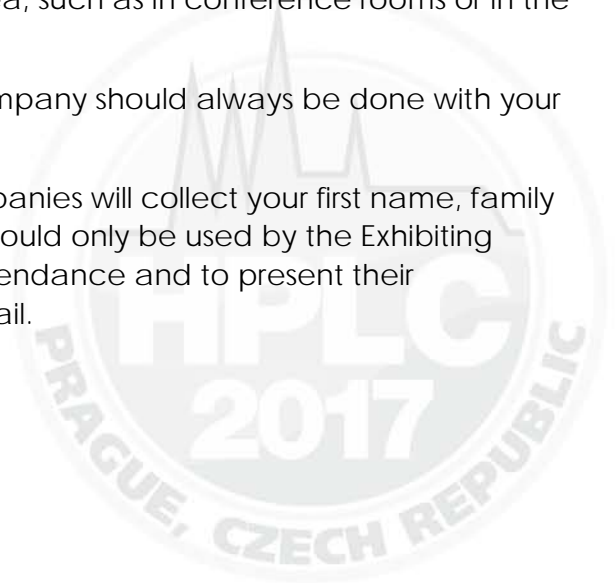 ea, such as in conference rooms or in the
mpany should always be done with your
panies will collect your first name, family
ould only be used by the Exhibiting
endance and to present their
ail.
HPLC
2017
PRAGUE, CZECH REPUBLIC